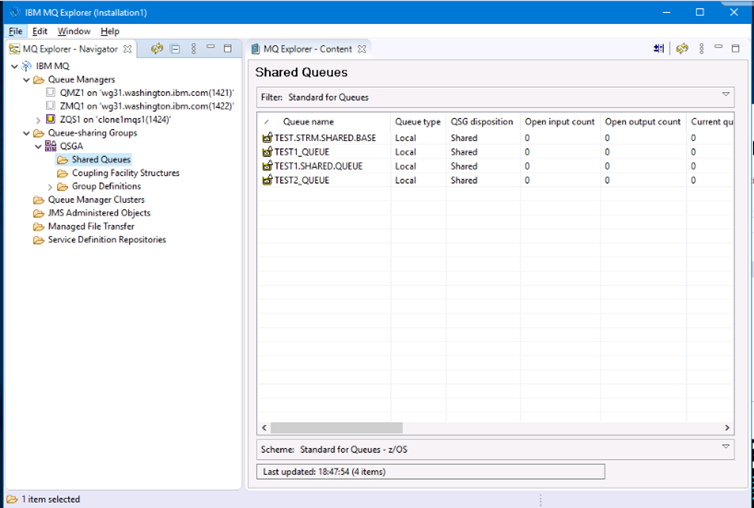 IBM MQ Explorer (Installation1)
File Edit Window Help
MQ Explorer - Navigator
IBM MQ
Queue Managers
QMZ1 on 'wg31.washington.ibm.com(1421)'
ZMQ1 on 'wg31.washington.ibm.com(1422)'
ZQS1 on 'clone1mqs1(1424)'
Queue-sharing Groups
QSGA
Shared Queues
Coupling Facility Structures
Group Definitions
Queue Manager Clusters
JMS Administered Objects
Managed File Transfer
Service Definition Repositories
MQ Explorer - Content
Shared Queues
Filter: Standard for Queues
Queue name Queue type QSG disposition Open input count Open output count Current qu
TEST.STRM.SHARED.BASE Local Shared 0 0 0
TEST1_QUEUE Local Shared 0 0 0
TEST1.SHARED.QUEUE Local Shared 0 0 0
TEST2_QUEUE Local Shared 0 0 0
Scheme: Standard for Queues - z/OS
Last updated: 18:47:54 (4 items)
1 item selected